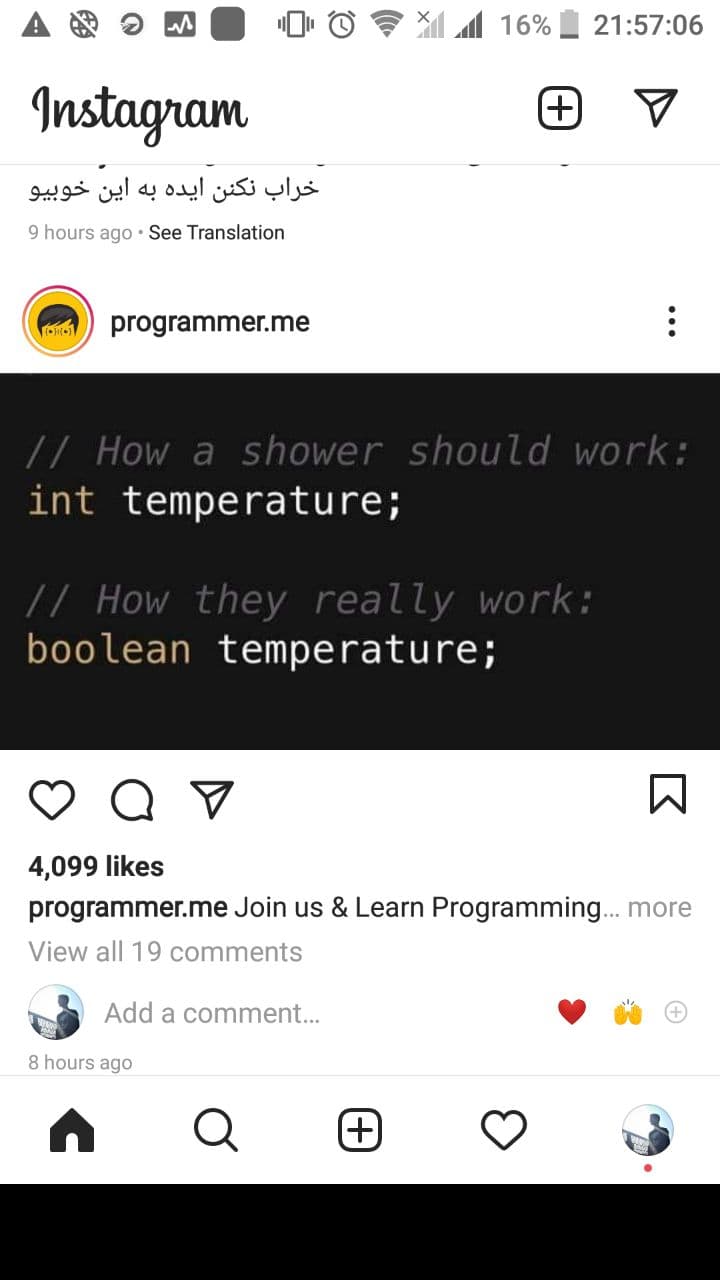 16% 21:57:06
Instagram
خراب نکنن ایده به این خوبیو
9 hours ago • See Translation
programmer.me
// How a shower should work:
int temperature;
// How they really work:
boolean temperature;
4,099 likes
programmer.me Join us & Learn Programming... more
View all 19 comments
Add a comment...
8 hours ago